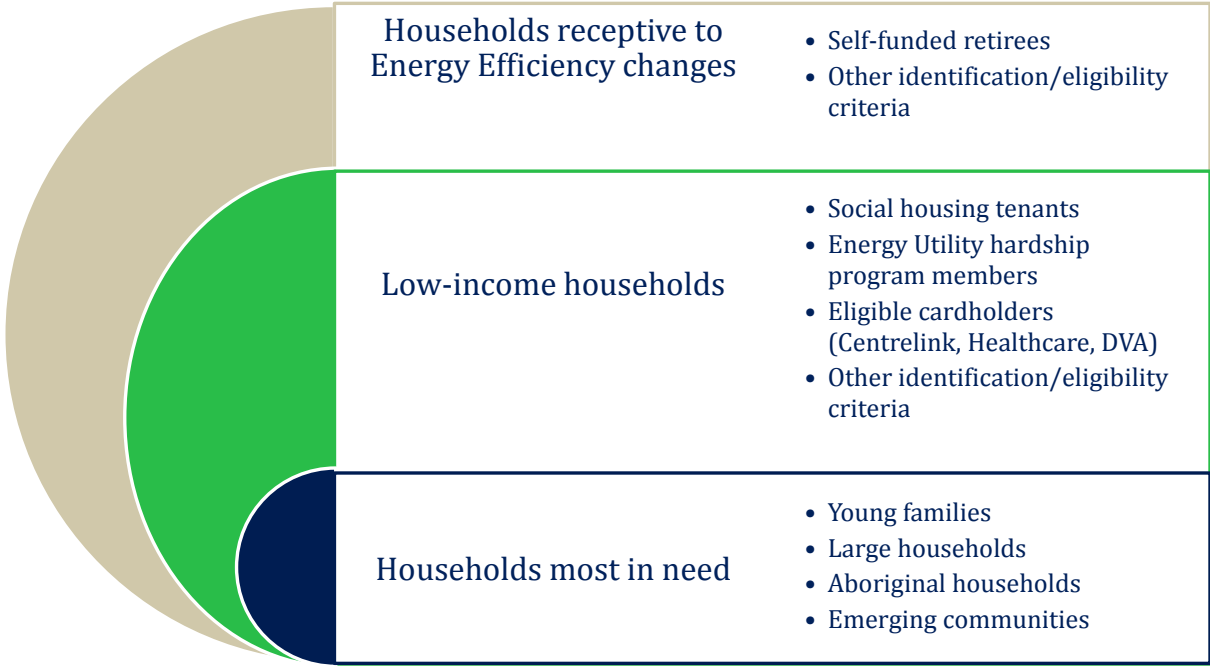 Households receptive to
Energy Efficiency changes
• Self-funded retirees
• Other identification/eligibility
criteria
Low-income households
• Social housing tenants
• Energy Utility hardship
program members
• Eligible cardholders
(Centrelink, Healthcare, DVA)
• Other identification/eligibility
criteria
Households most in need
• Young families
• Large households
• Aboriginal households
• Emerging communities